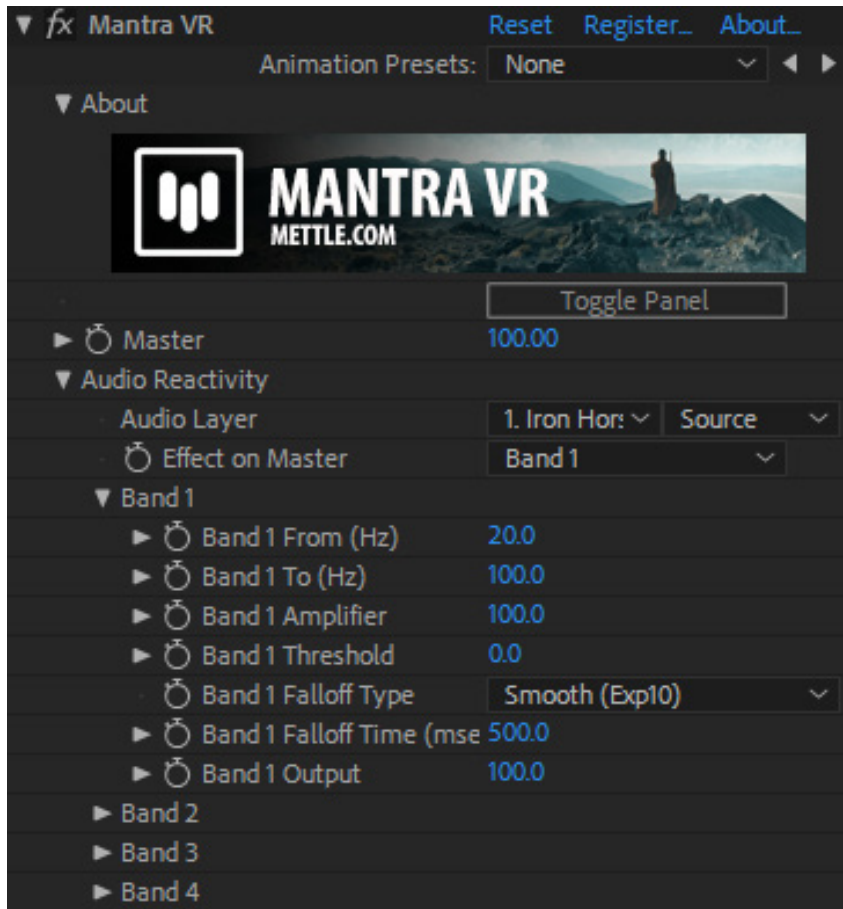 fx Mantra VR Reset Register... About...
Animation Presets: None
About
MANTRA VR
METTLE.COM
Toggle Panel
Master 100.00
Audio Reactivity
Audio Layer 1. Iron Hors Source
Effect on Master Band 1
Band 1
Band 1 From (Hz) 20.0
Band 1 To (Hz) 100.0
Band 1 Amplifier 100.0
Band 1 Threshold 0.0
Band 1 Falloff Type Smooth (Exp10)
Band 1 Falloff Time (mse 500.0
Band 1 Output 100.0
Band 2
Band 3
Band 4